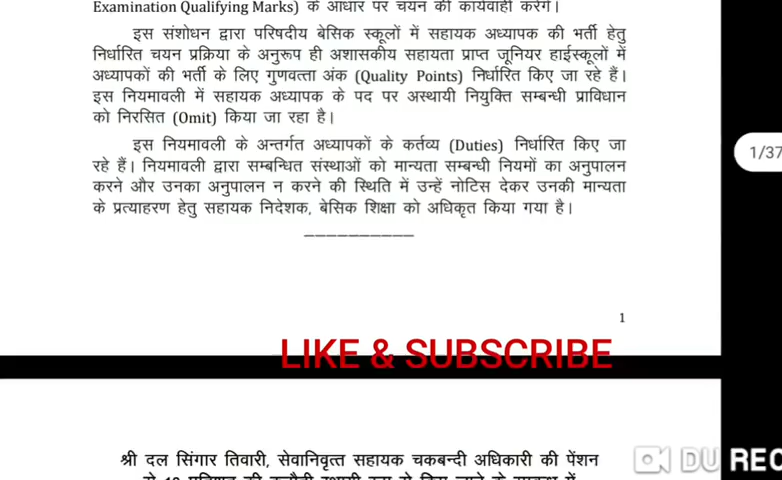 Examination Qualifying Marks) के आधार पर चयन की कार्यवाही करेंगे।
इस संशोधन द्वारा परिषदीय बेसिक स्कूलों में सहायक अध्यापक की भर्ती हेतु
निर्धारित चयन प्रक्रिया के अनुरूप ही अशासकीय सहायता प्राप्त जूनियर हाईस्कूलों में
अध्यापकों की भर्ती के लिए गुणवत्ता अंक (Quality Points) निर्धारित किए जा रहे हैं।
इस नियमावली में सहायक अध्यापक के पद पर अस्थायी नियुक्ति सम्बन्धी प्राविधान
को निरसित (Omit) किया जा रहा है।
इस नियमावली के अन्तर्गत अध्यापकों के कर्तव्य (Duties) निर्धारित किए जा
रहे हैं। नियमावली द्वारा सम्बन्धित संस्थाओं को मान्यता सम्बन्धी नियमों का अनुपालन
करने और उनका अनुपालन न करने की स्थिति में उन्हें नोटिस देकर उनकी मान्यता
के प्रत्याहरण हेतु सहायक निदेशक, बेसिक शिक्षा को अधिकृत किया गया है।
1/37
1
LIKE & SUBSCRIBE
श्री दल सिंगार तिवारी, सेवानिवृत्त सहायक चकबन्दी अधिकारी की पेंशन
DU REC